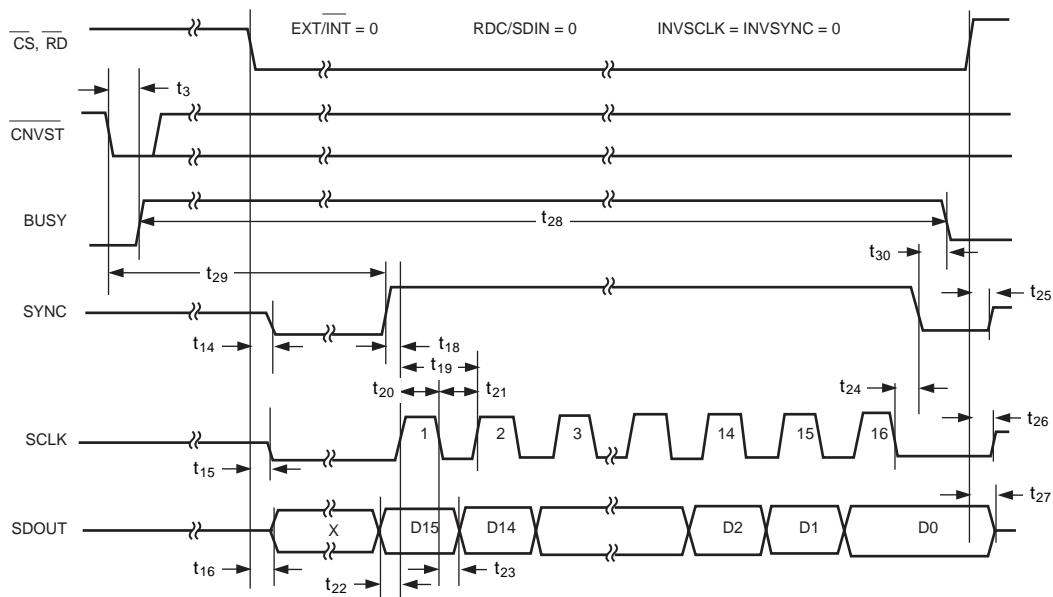 EXT/INT = 0 RDC/SDIN = 0 INVSCLK = INVSYNC = 0
CS, RD
t3
CNVST
BUSY
t28
t30
t29
t25
SYNC
t14
t18
t19
t20
t21
t24
t26
SCLK
1 2 3 14 15 16
t15
t27
SDOUT
X D15 D14 D2 D1 D0
t16
t22
t23